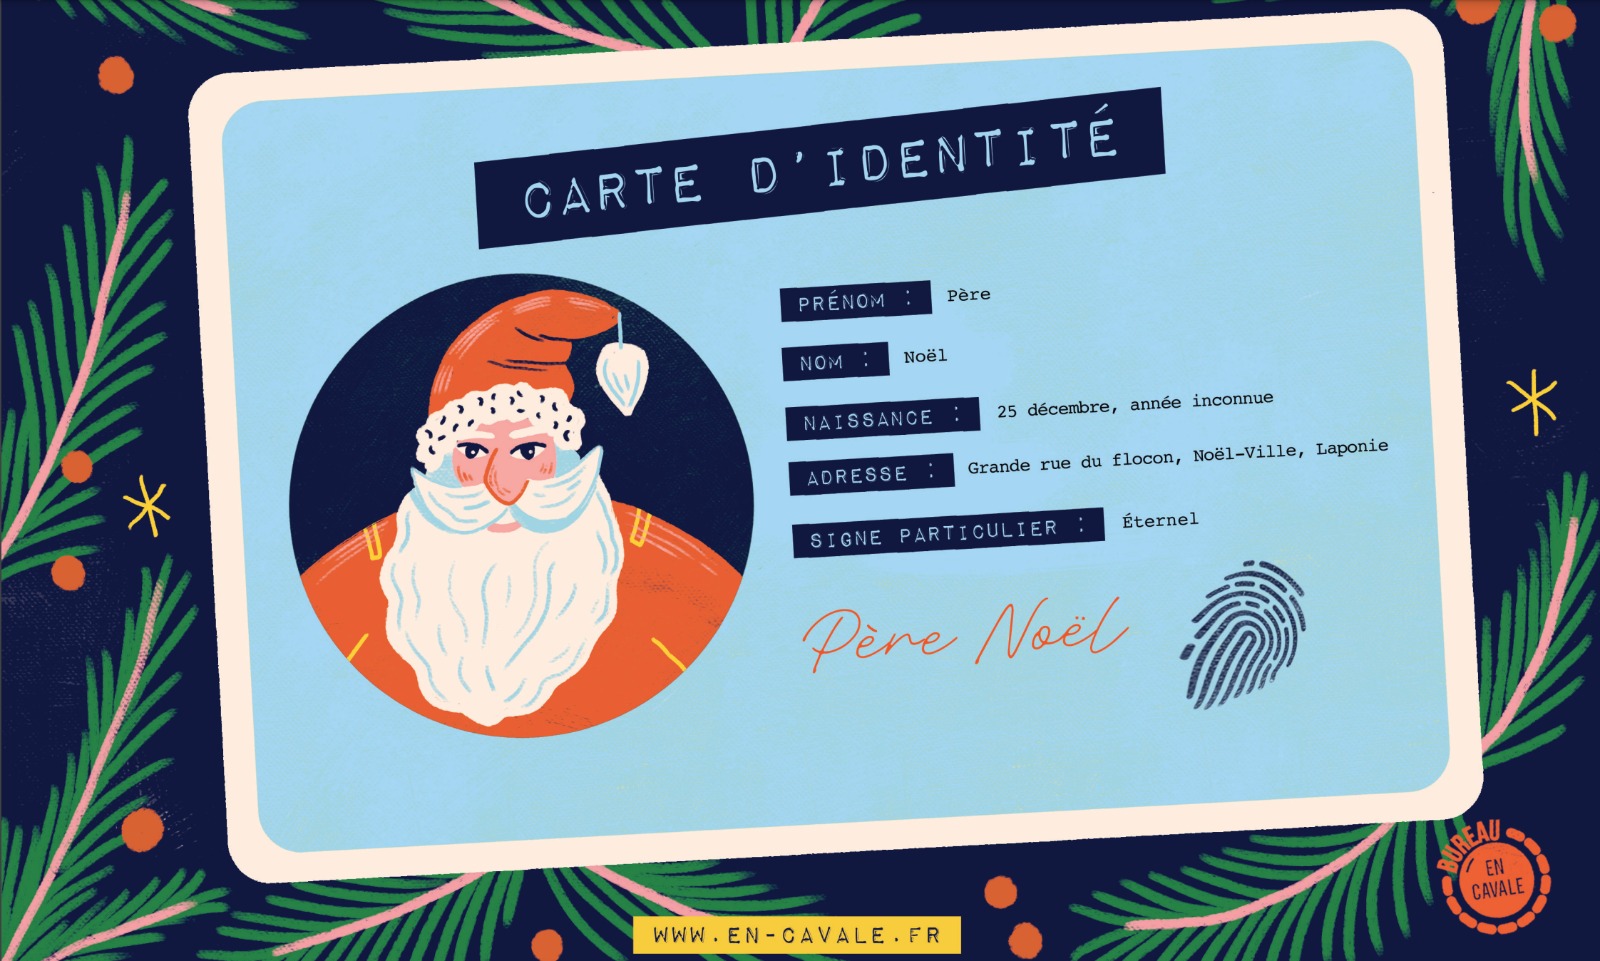 CARTE D'IDENTITÉ
PRÉNOM : Père
NOM : Noël
NAISSANCE : 25 décembre, année inconnue
ADRESSE : Grande rue du flocon, Noël-Ville, Laponie
SIGNE PARTICULIER : Éternel
Père Noël
BUREAU
EN
CAVALE
WWW.EN-CAVALE.FR